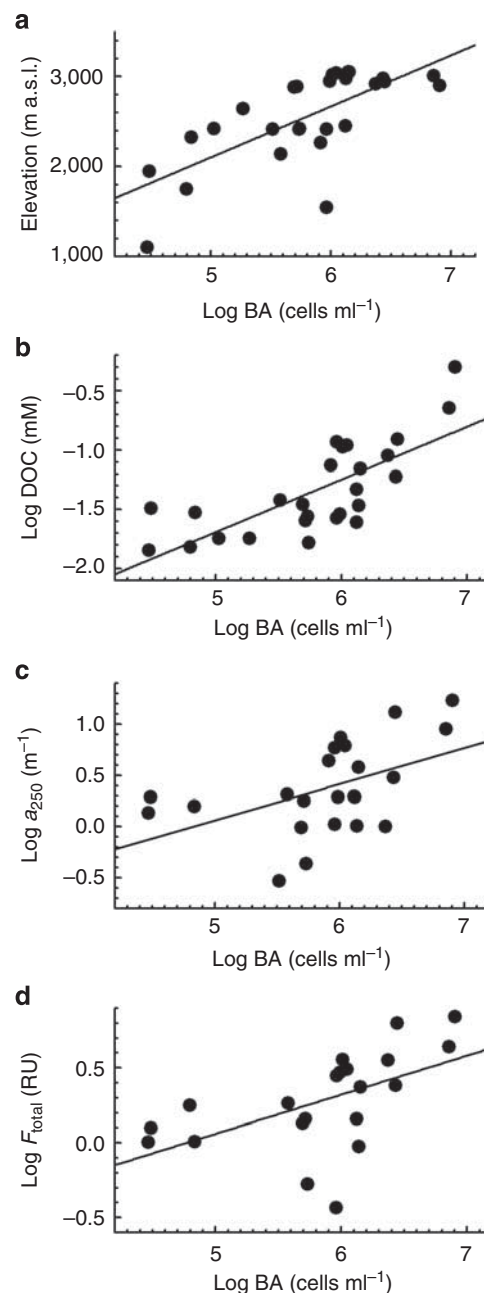 a
Elevation (m a.s.l.)
3,000
2,000
1,000
5 6 7
Log BA (cells ml⁻¹)
b
Log DOC (mM)
−0.5
−1.0
−1.5
−2.0
5 6 7
Log BA (cells ml⁻¹)
c
Log a₂₅₀ (m⁻¹)
1.0
0.5
0.0
−0.5
5 6 7
Log BA (cells ml⁻¹)
d
Log F_total (RU)
0.5
0.0
−0.5
5 6 7
Log BA (cells ml⁻¹)